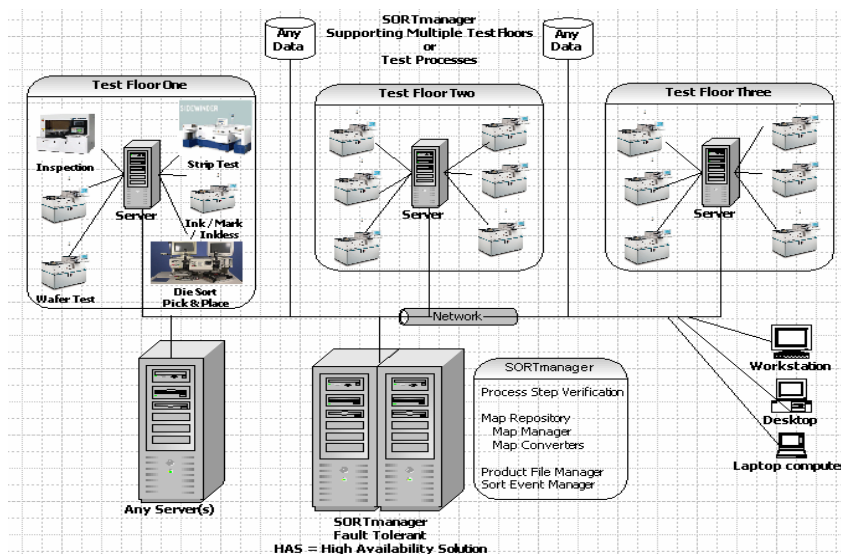 SORTmanager
Supporting Multiple Test Floors
or
Test Processes
Any
Data
Any
Data
Test Floor One
SIDEWINDER
Inspection
Strip Test
Server
Ink / Mark
/ Inkless
Wafer Test
Die Sort
Pick & Place
Test Floor Two
Server
Test Floor Three
Server
Network
SORTmanager
Process Step Verification
Map Repository
Map Manager
Map Converters
Product File Manager
Sort Event Manager
Workstation
Desktop
Laptop compute
Any Server(s)
SORTmanager
Fault Tolerant
HAS = High Availability Solution